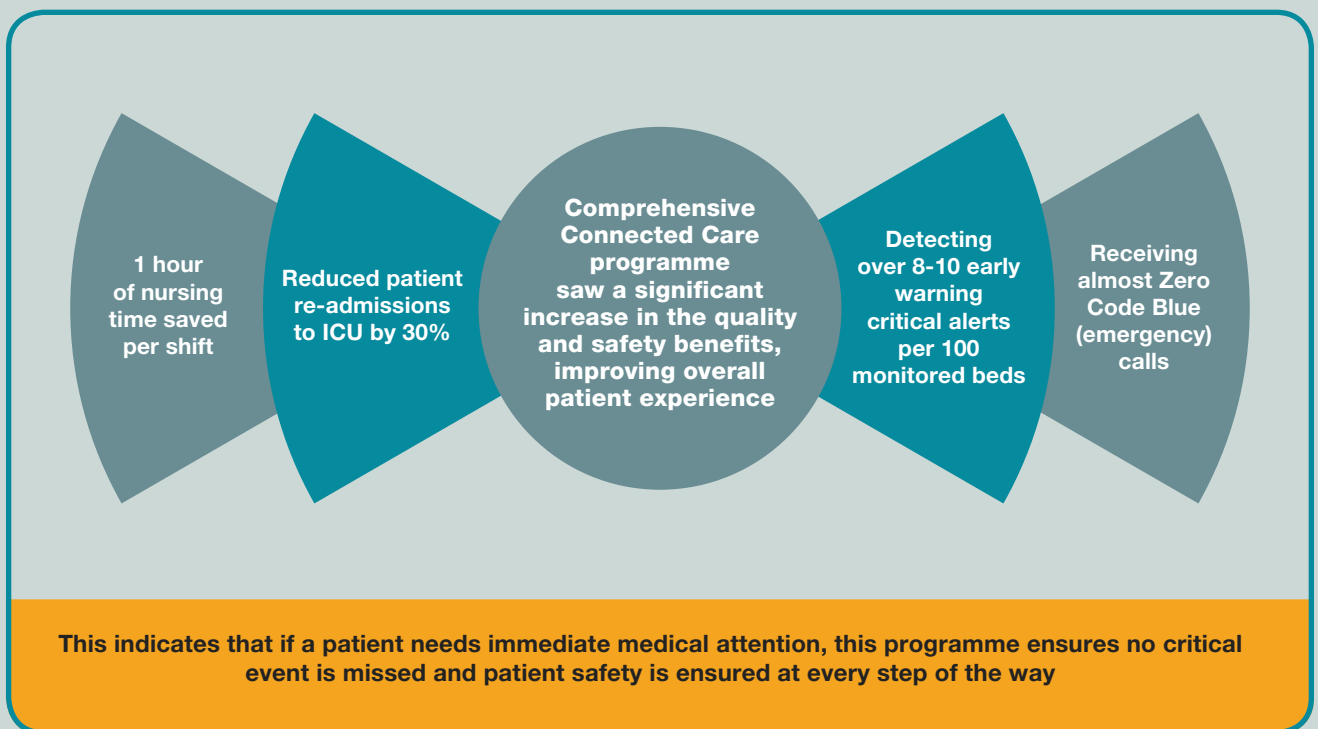 1 hour
of nursing
time saved
per shift
Reduced patient
re-admissions
to ICU by 30%
Comprehensive
Connected Care
programme
saw a significant
increase in the quality
and safety benefits,
improving overall
patient experience
Detecting
over 8-10 early
warning
critical alerts
per 100
monitored beds
Receiving
almost Zero
Code Blue
(emergency)
calls
This indicates that if a patient needs immediate medical attention, this programme ensures no critical
event is missed and patient safety is ensured at every step of the way